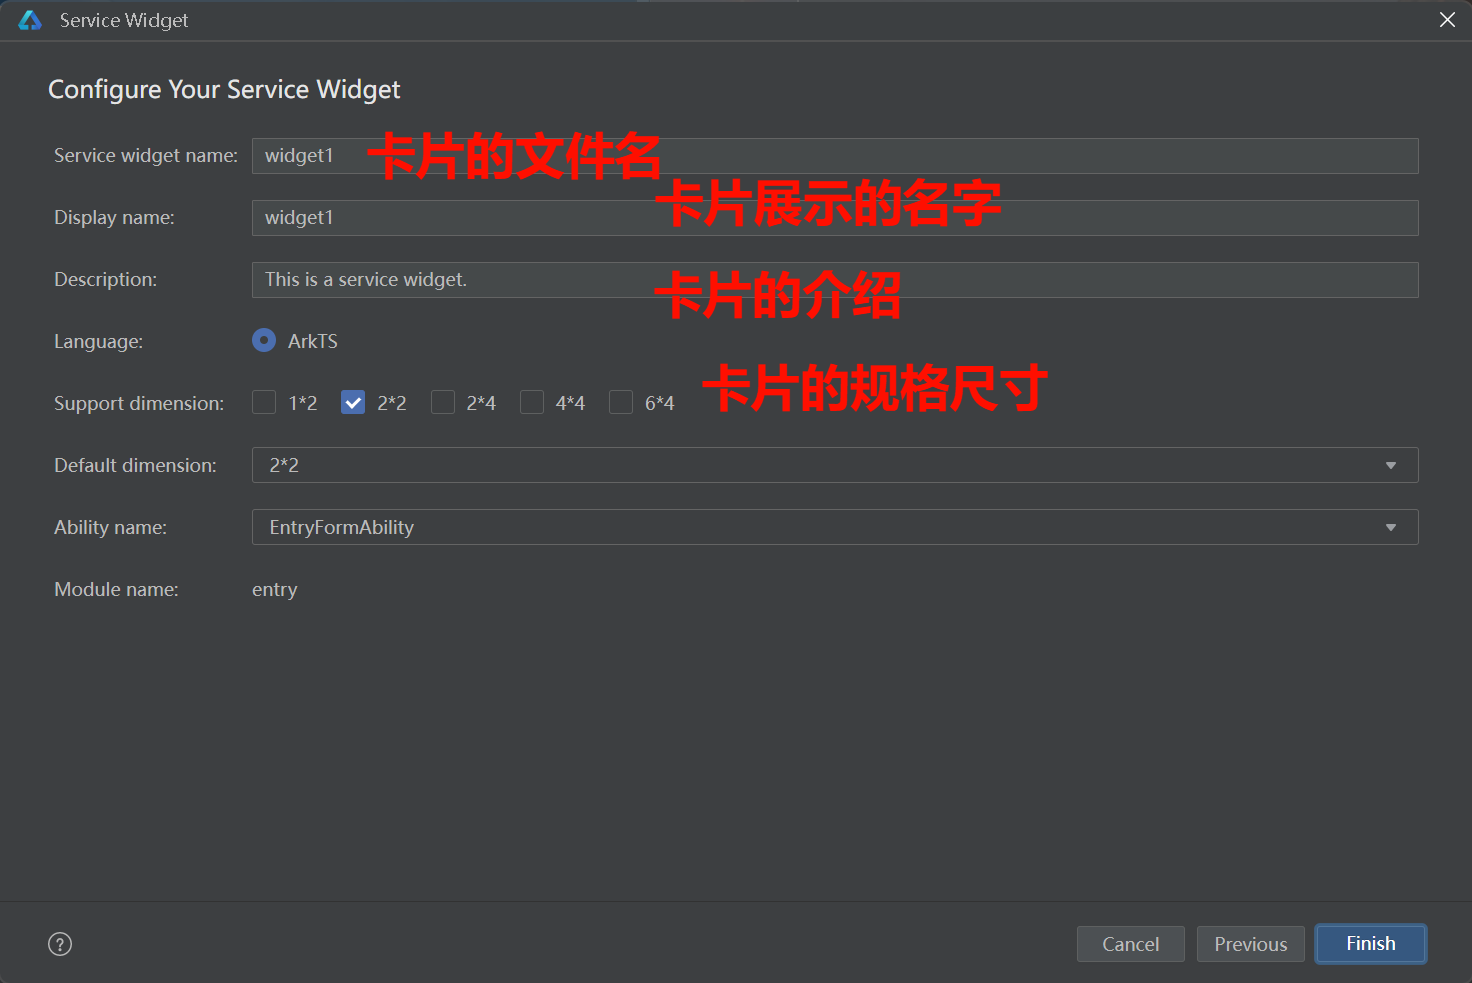 Service Widget
Configure Your Service Widget
Service widget name: widget1 卡片的文件名
卡片展示的名字
Display name: widget1
Description: This is a service widget. 卡片的介绍
Language: ArkTS
卡片的规格尺寸
Support dimension: 1*2 2*2 2*4 4*4 6*4
Default dimension: 2*2
Ability name: EntryFormAbility
Module name: entry
? Cancel Previous Finish